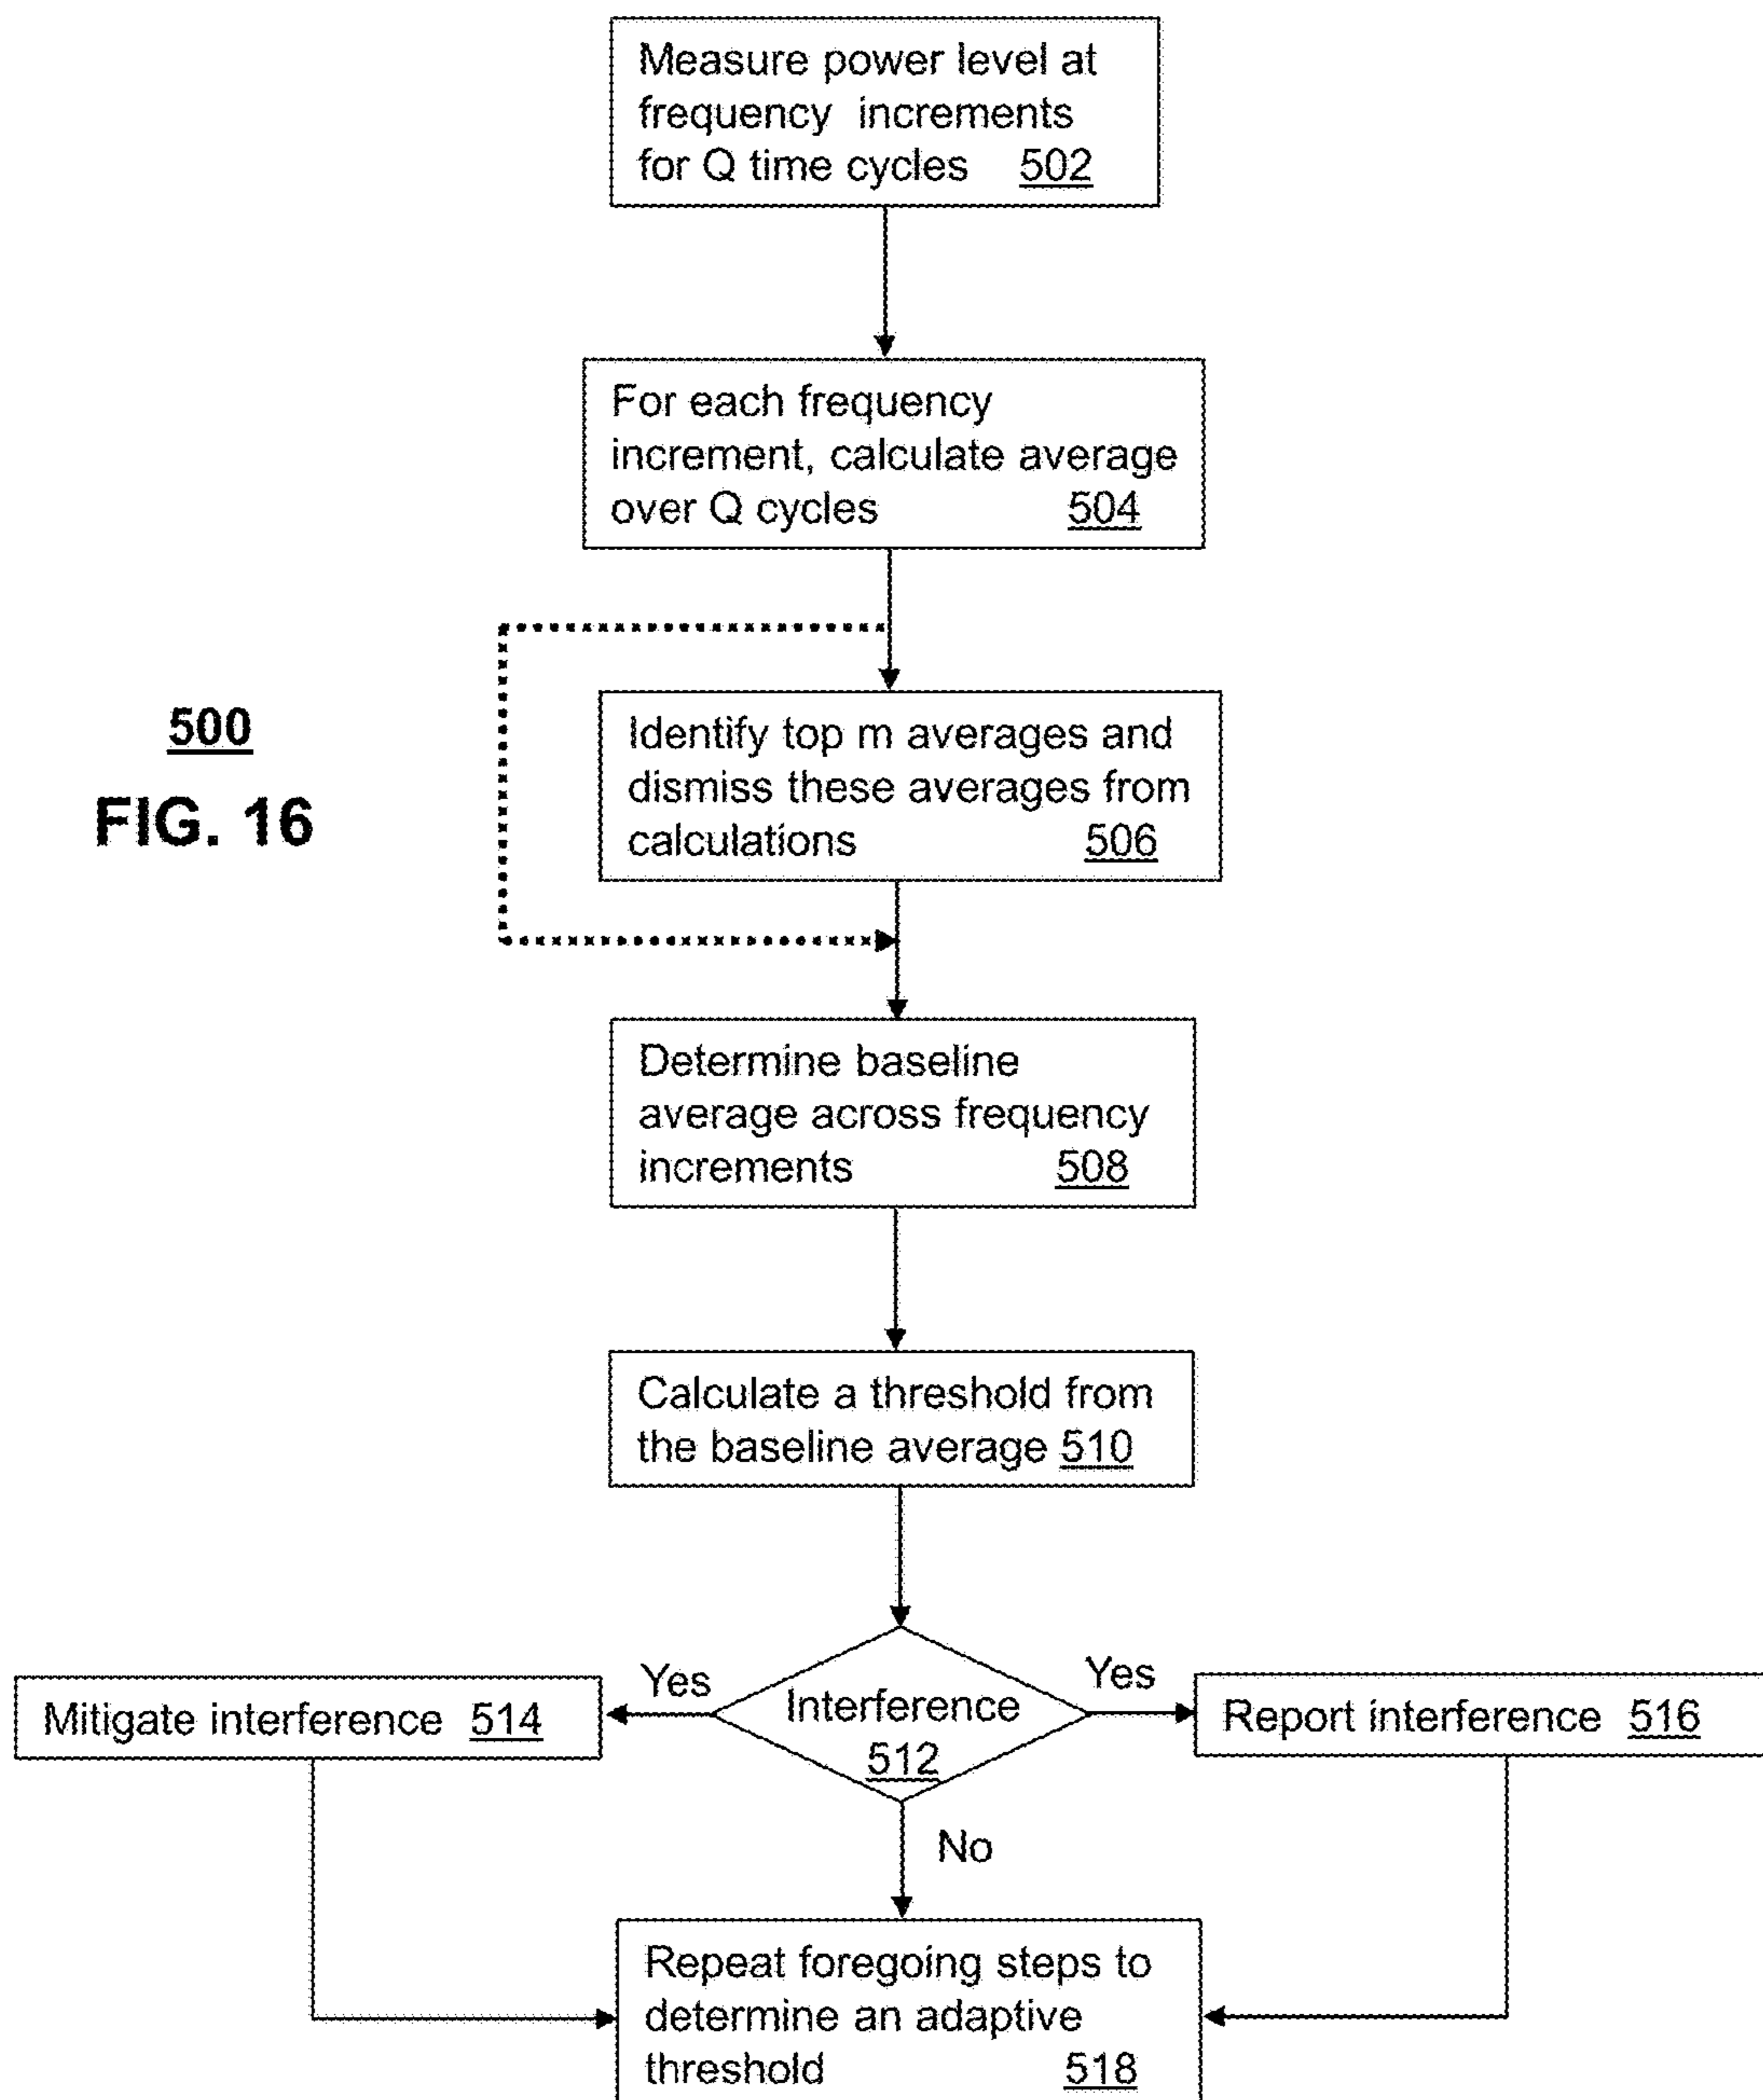 Measure power level at
frequency increments
for Q time cycles 502
For each frequency
increment, calculate average
over Q cycles 504
500
FIG. 16
Identify top m averages and
dismiss these averages from
calculations 506
Determine baseline
average across frequency
increments 508
Calculate a threshold from
the baseline average 510
Yes
Interference
512
Yes
Mitigate interference 514
Report interference 516
No
Repeat foregoing steps to
determine an adaptive
threshold 518